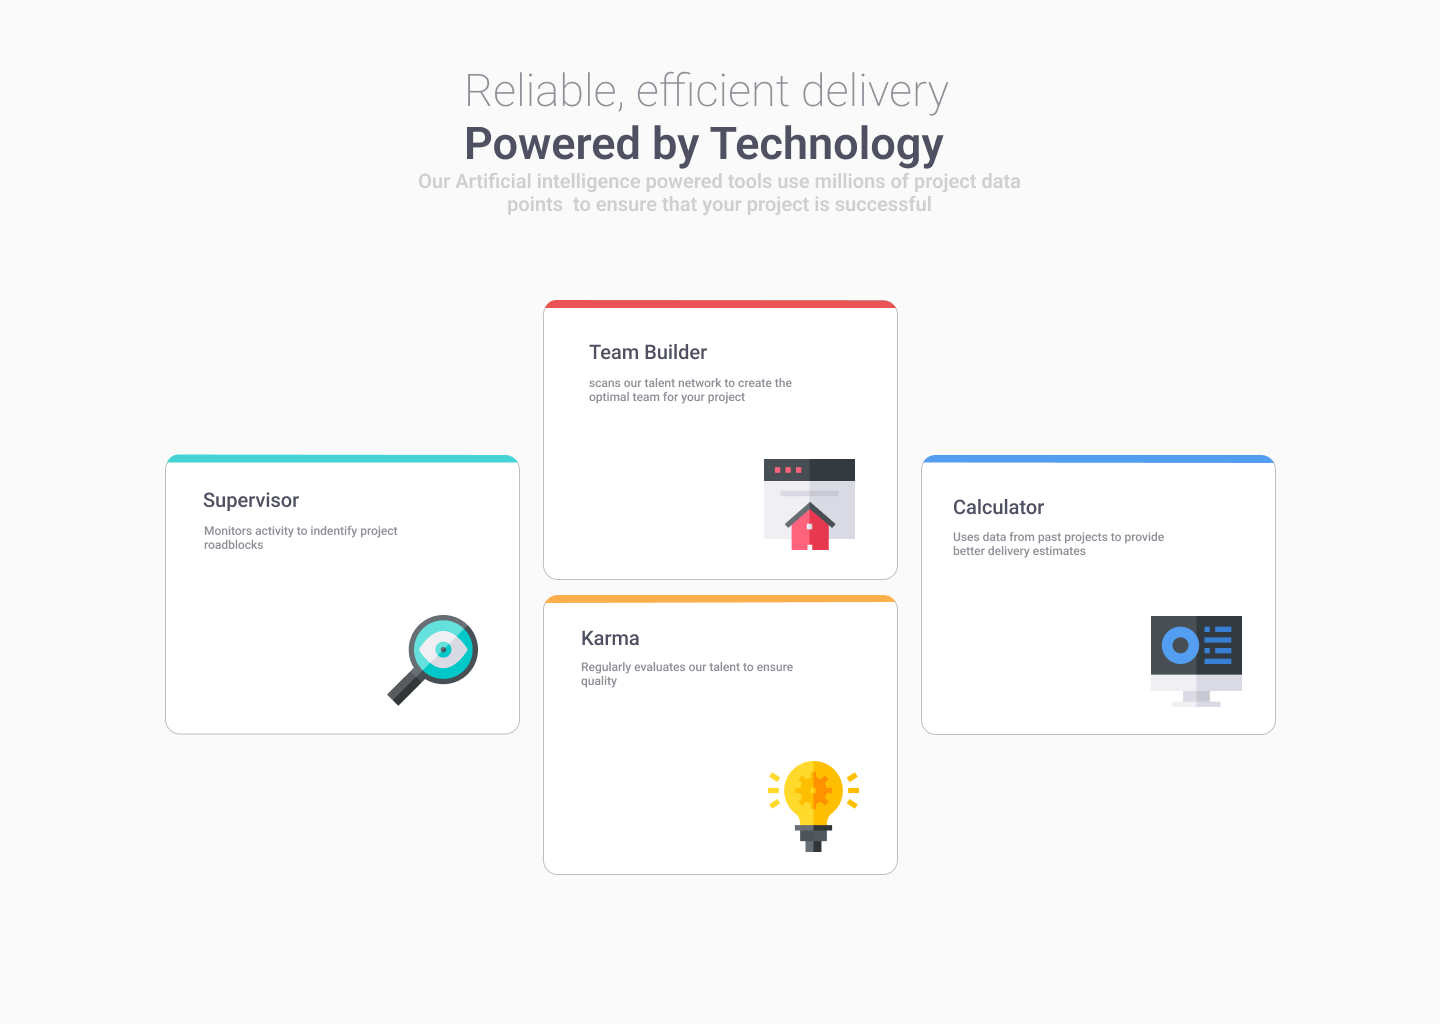 Reliable, efficient delivery
Powered by Technology
Our Artificial intelligence powered tools use millions of project data
points  to ensure that your project is successful
Team Builder
scans our talent network to create the
optimal team for your project
Supervisor
Monitors activity to indentify project
roadblocks
Calculator
Uses data from past projects to provide
better delivery estimates
Karma
Regularly evaluates our talent to ensure
quality